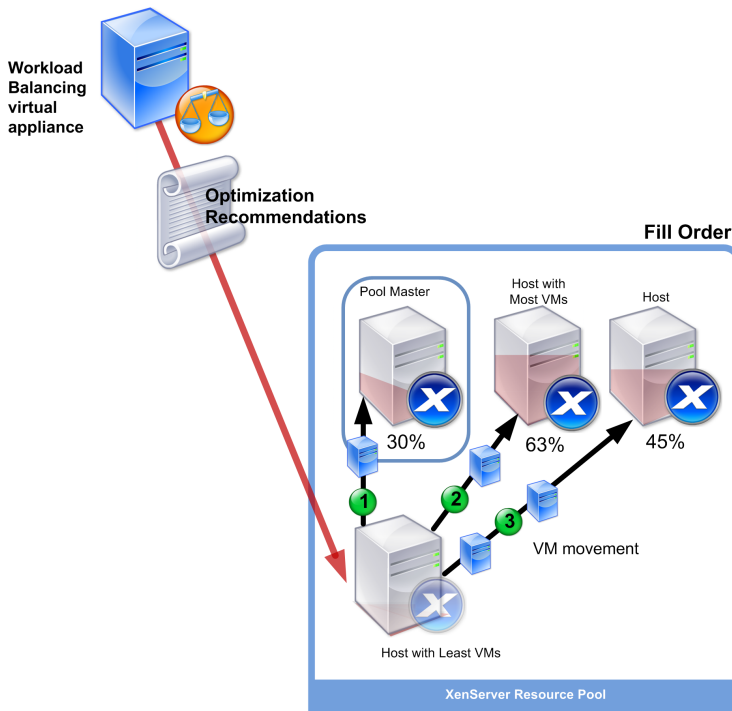 Workload
Balancing
virtual
appliance
Optimization
Recommendations
Fill Order
Pool Master
Host with
Most VMs
Host
X
X
X
30%
63%
45%
1
2
3
VM movement
X
Host with Least VMs
XenServer Resource Pool